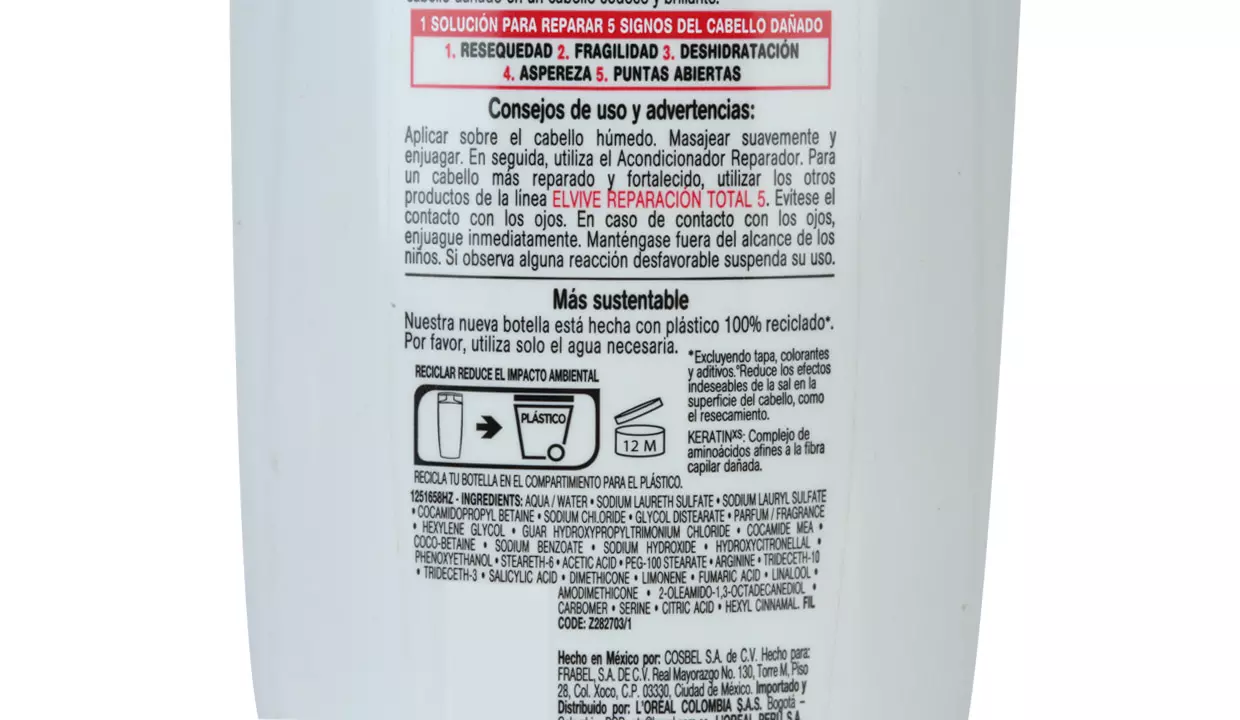 cabello dañado en un cabello sedoso y brillante.
1 SOLUCIÓN PARA REPARAR 5 SIGNOS DEL CABELLO DAÑADO
1. RESEQUEDAD 2. FRAGILIDAD 3. DESHIDRATACIÓN
4. ASPEREZA 5. PUNTAS ABIERTAS
Consejos de uso y advertencias:
Aplicar sobre el cabello húmedo. Masajear suavemente y
enjuagar. En seguida, utiliza el Acondicionador Reparador. Para
un cabello más reparado y fortalecido, utilizar los otros
productos de la línea ELVIVE REPARACIÓN TOTAL 5. Evítese el
contacto con los ojos. En caso de contacto con los ojos,
enjuague inmediatamente. Manténgase fuera del alcance de los
niños. Si observa alguna reacción desfavorable suspenda su uso.
Más sustentable
Nuestra nueva botella está hecha con plástico 100% reciclado*.
Por favor, utiliza solo el agua necesaria.
*Excluyendo tapa, colorantes
y aditivos.°Reduce los efectos
indeseables de la sal en la
superficie del cabello, como
el resecamiento.
KERATINXS: Complejo de
aminoácidos afines a la fibra
capilar dañada.
RECICLAR REDUCE EL IMPACTO AMBIENTAL
PLÁSTICO
12 M
RECICLA TU BOTELLA EN EL COMPARTIMIENTO PARA EL PLÁSTICO.
1251658HZ - INGREDIENTS: AQUA / WATER • SODIUM LAURETH SULFATE • SODIUM LAURYL SULFATE
• COCAMIDOPROPYL BETAINE • SODIUM CHLORIDE • GLYCOL DISTEARATE • PARFUM / FRAGRANCE
• HEXYLENE GLYCOL • GUAR HYDROXYPROPYLTRIMONIUM CHLORIDE • COCAMIDE MEA •
COCO-BETAINE • SODIUM BENZOATE • SODIUM HYDROXIDE • HYDROXYCITRONELLAL •
PHENOXYETHANOL • STEARETH-6 • ACETIC ACID • PEG-100 STEARATE • ARGININE • TRIDECETH-10
• TRIDECETH-3 • SALICYLIC ACID • DIMETHICONE • LIMONENE • FUMARIC ACID • LINALOOL •
AMODIMETHICONE • 2-OLEAMIDO-1,3-OCTADECANEDIOL •
CARBOMER • SERINE • CITRIC ACID • HEXYL CINNAMAL. FIL
CODE: Z282703/1
Hecho en México por: COSBEL S.A. de C.V. Hecho para:
FRABEL, S.A. DE C.V. Real Mayorazgo No. 130, Torre M, Piso
28, Col. Xoco, C.P. 03330, Ciudad de México. Importado y
Distribuido por: L'ORÉAL COLOMBIA S.A.S. Bogotá -
L'ORÉAL PERÚ S.A.